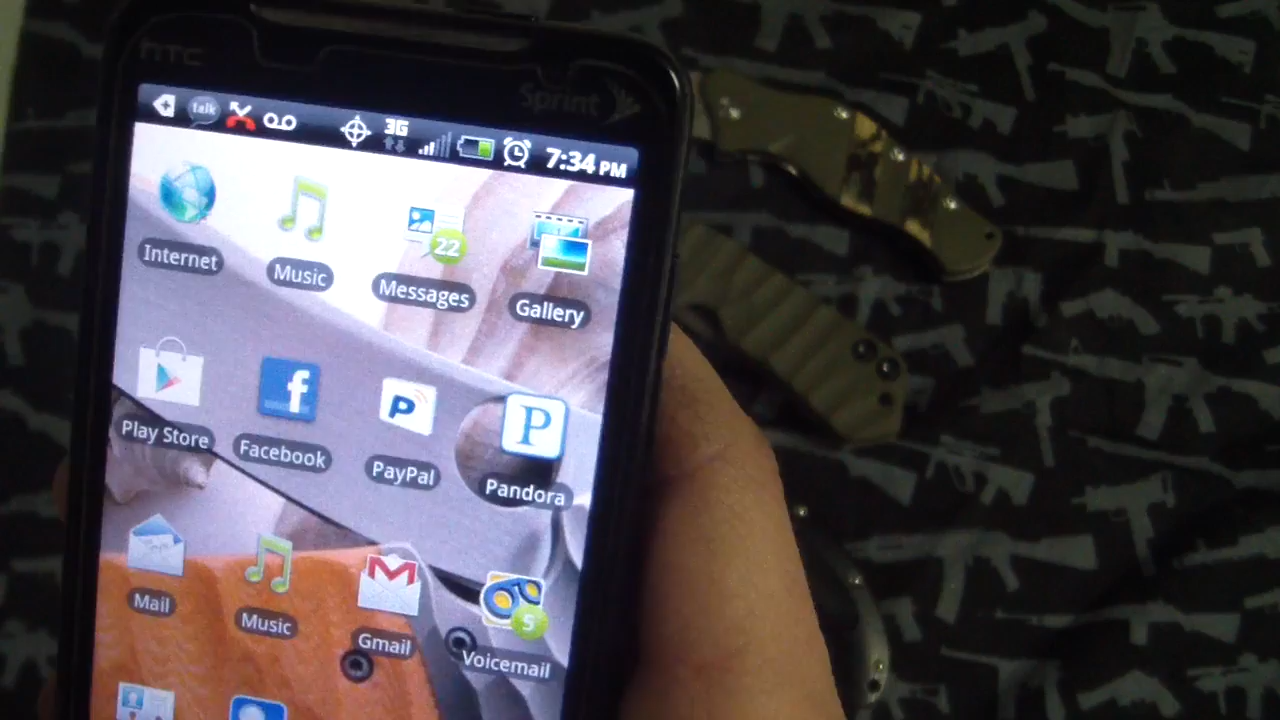 hTC
Sprint
talk
3G
7:34 PM
22
Internet
Music
Messages
Gallery
f
P
P
Play Store
Facebook
PayPal
Pandora
M
5
Mail
Music
Gmail
Voicemail